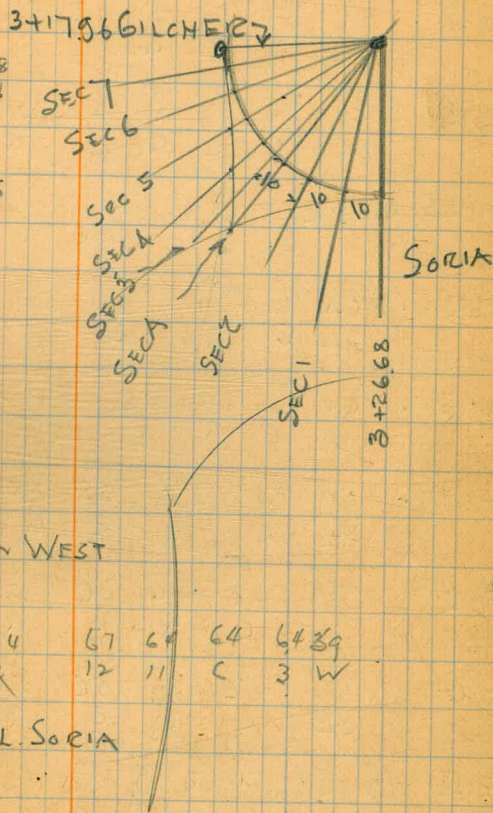 3+17.96 GILCHER
SEC 7
SEC 6
SEC 5
SEC 4
SEC 3
SEC A
SEC 2
SEC 1
10
10
10
SORIA
3+26.68
WEST
67 64 64 64 39
12 11 C 3 W
L. SORIA